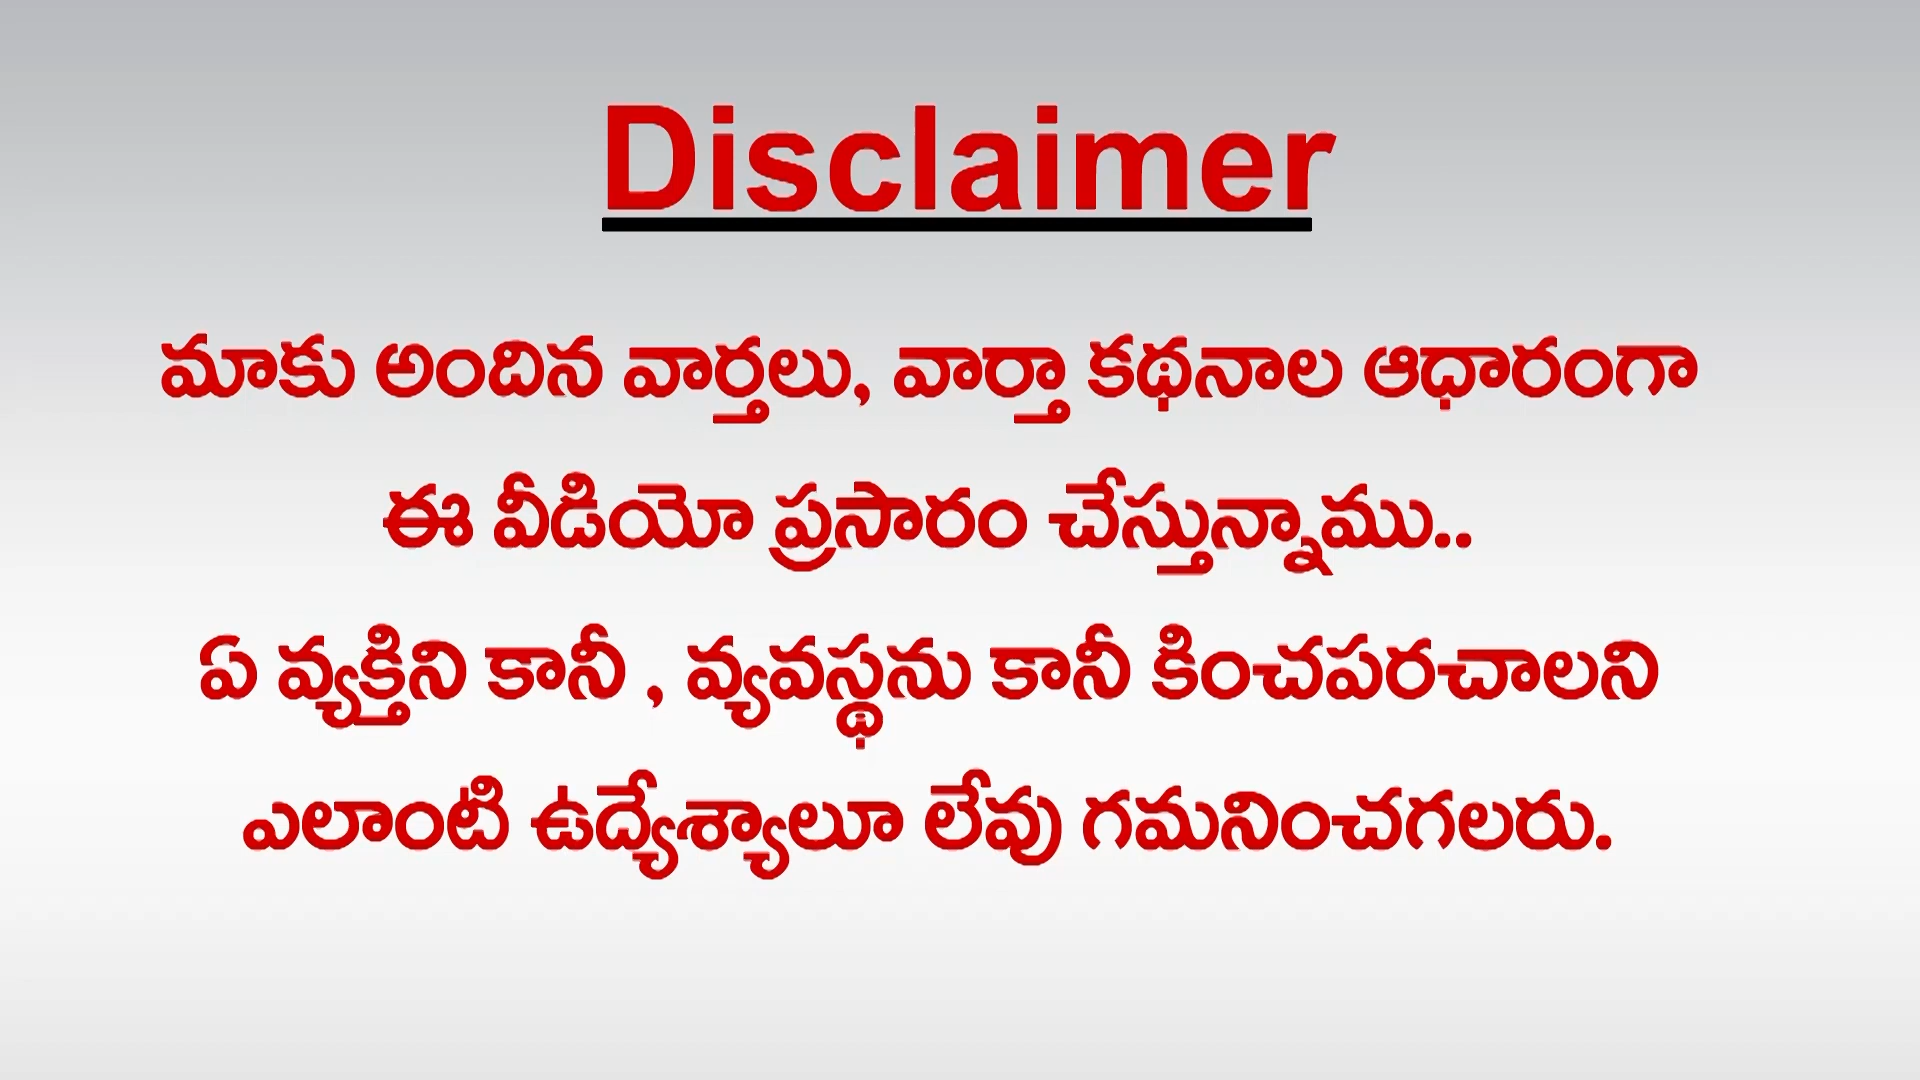 Disclaimer
మాకు అందిన వార్తలు, వార్తా కథనాల ఆధారంగా
ఈ వీడియో ప్రసారం చేస్తున్నాము..
ఏ వ్యక్తిని కానీ , వ్యవస్థను కానీ కించపరచాలని
ఎలాంటి ఉద్యేశ్యాలూ లేవు గమనించగలరు.